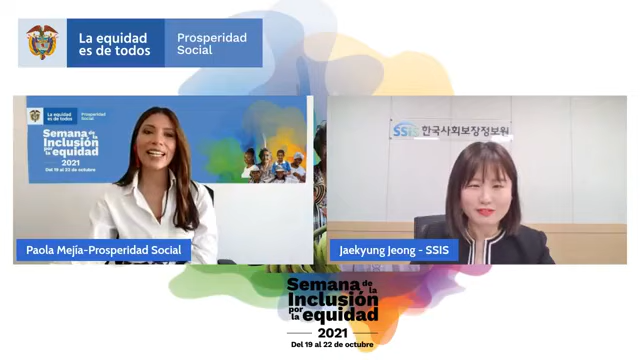 La equidad
es de todos
Prosperidad
Social
La equidad
es de todos
Prosperidad
Social
Semana de la
Inclusión
por la equidad
2021
Del 19 al 22 de octubre
SSIS 한국사회보장정보원
Paola Mejía-Prosperidad Social
Jaekyung Jeong - SSIS
Semana de la
Inclusión
por la equidad
2021
Del 19 al 22 de octubre